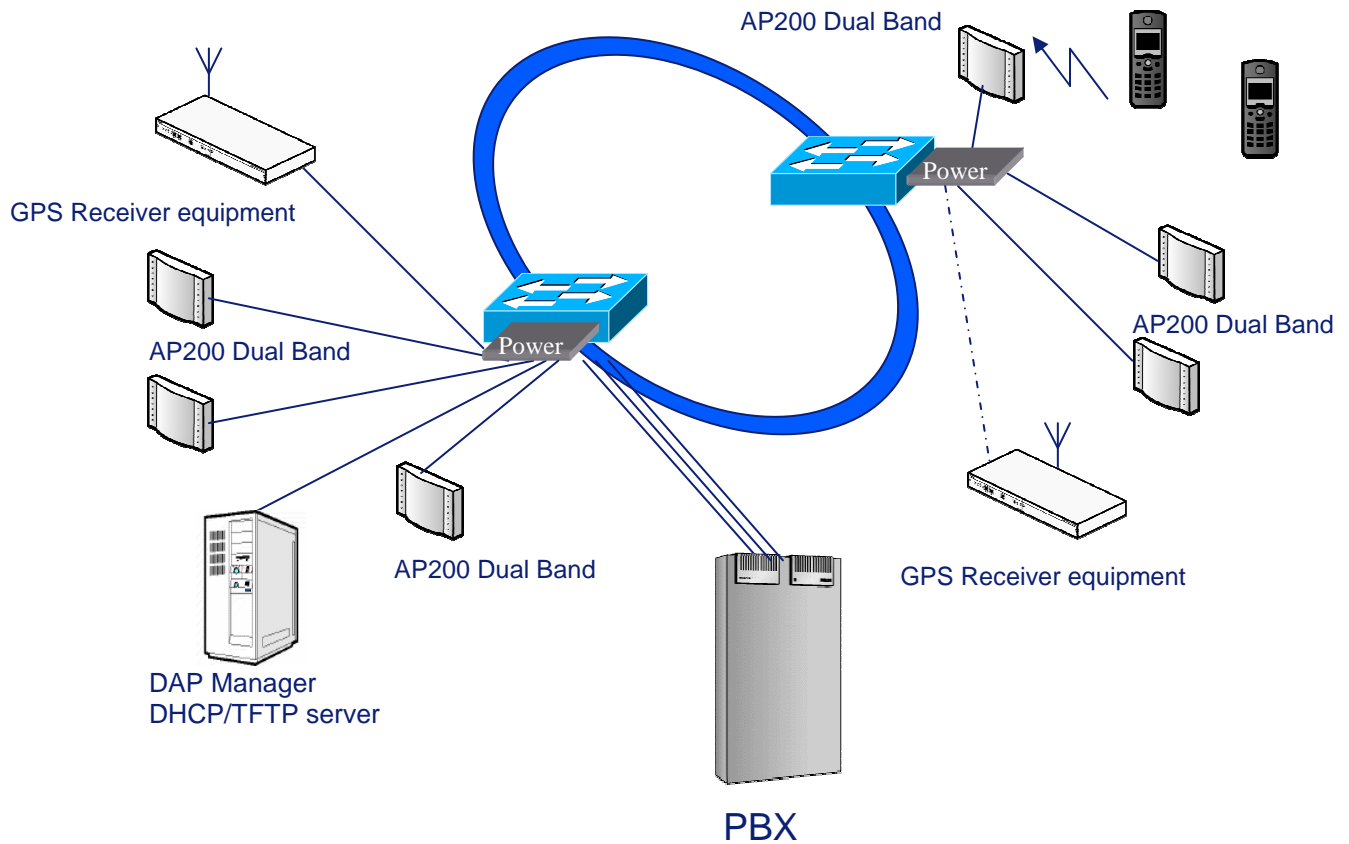 AP200 Dual Band
Power
GPS Receiver equipment
AP200 Dual Band
Power
AP200 Dual Band
AP200 Dual Band
GPS Receiver equipment
DAP Manager
DHCP/TFTP server
PBX